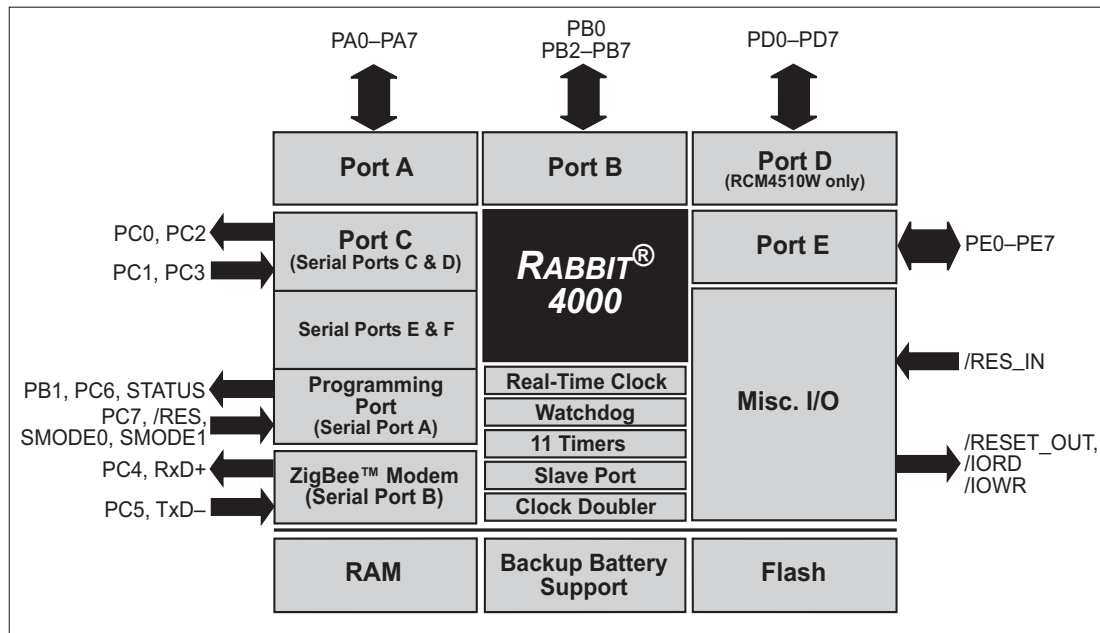 PA0–PA7
PB0
PB2–PB7
PD0–PD7
Port A
Port B
Port D
(RCM4510W only)
PC0, PC2
PC1, PC3
Port C
(Serial Ports C & D)
RABBIT®
4000
Port E
PE0–PE7
Serial Ports E & F
PB1, PC6, STATUS
PC7, /RES,
SMODE0, SMODE1
Programming
Port
(Serial Port A)
Real-Time Clock
Watchdog
11 Timers
Slave Port
Clock Doubler
Misc. I/O
/RES_IN
/RESET_OUT,
/IORD
/IOWR
PC4, RxD+
PC5, TxD–
ZigBee™ Modem
(Serial Port B)
RAM
Backup Battery
Support
Flash